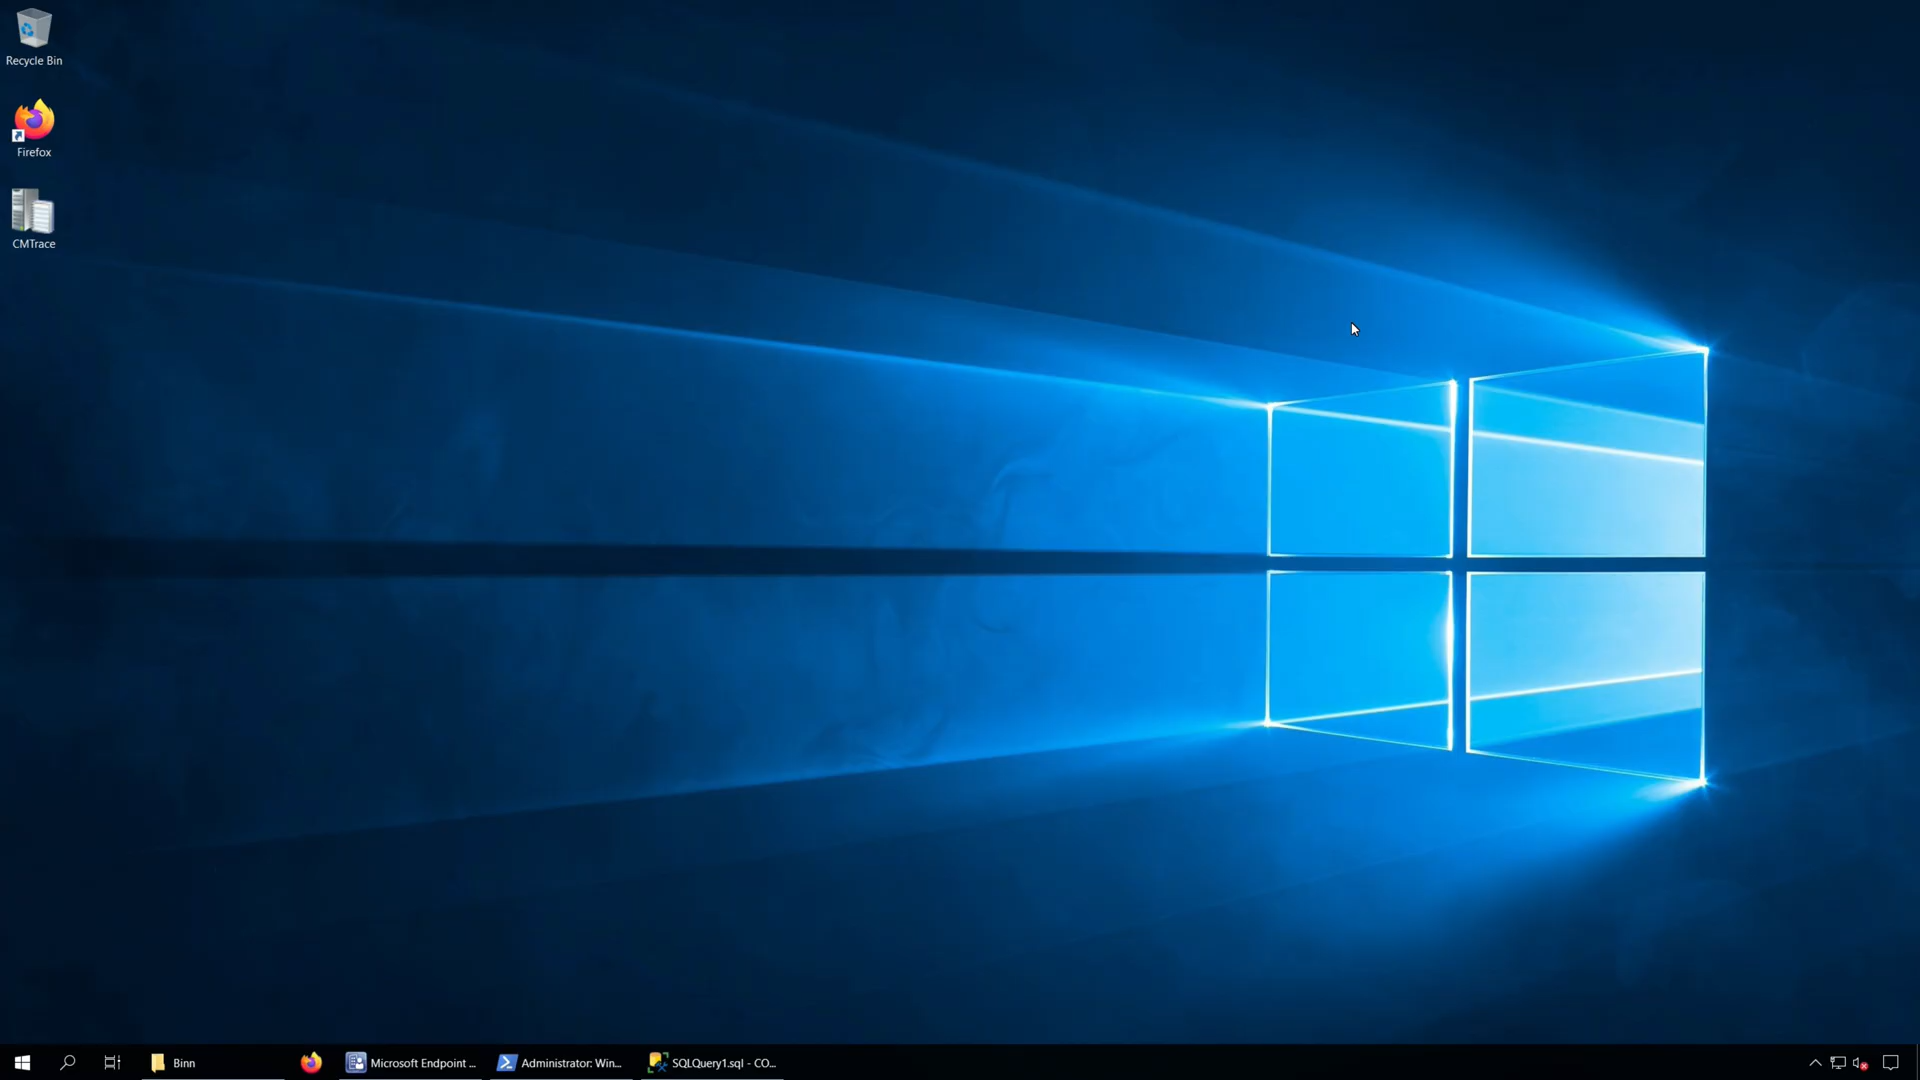 Recycle Bin
Firefox
CMTrace
Binn
Microsoft Endpoint ...
Administrator: Win...
SQLQuery1.sql - CO...